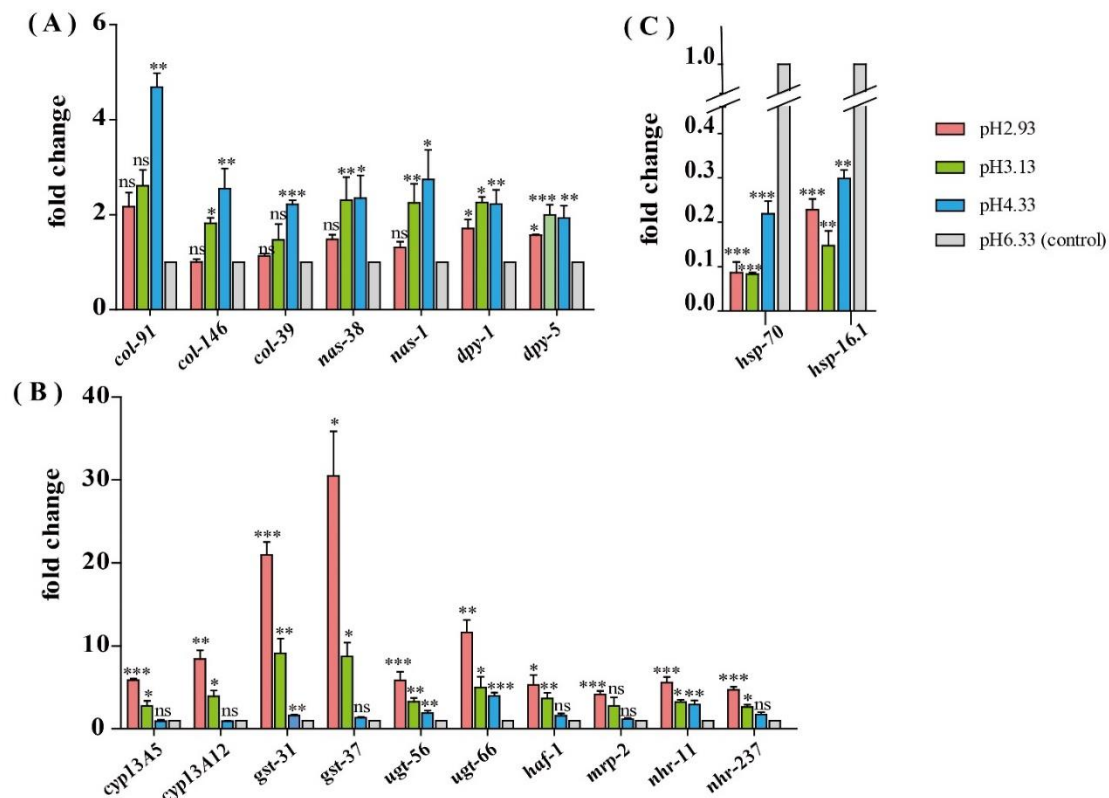 ( A )
6
4
2
0
fold change
ns ns **
ns * **
ns ns ***
ns ** *
ns ** *
* * **
*** * ** **
col-91 col-146 col-39 nas-38 nas-1 dpy-1 dpy-5
( C )
1.0
0.4
0.3
0.2
0.1
0.0
fold change
*** *** ***
*** ** **
hsp-70 hsp-16.1
pH2.93
pH3.13
pH4.33
pH6.33 (control)
( B )
40
30
20
10
0
fold change
*** * ns
** * ns
*** ** **
* * ns
*** ** **
** * ***
* ** ns
*** ns ns
*** * **
*** * ns
cyp13A5 cyp13A12 gst-31 gst-37 ugt-56 ugt-66 haf-1 mrp-2 nhr-11 nhr-237